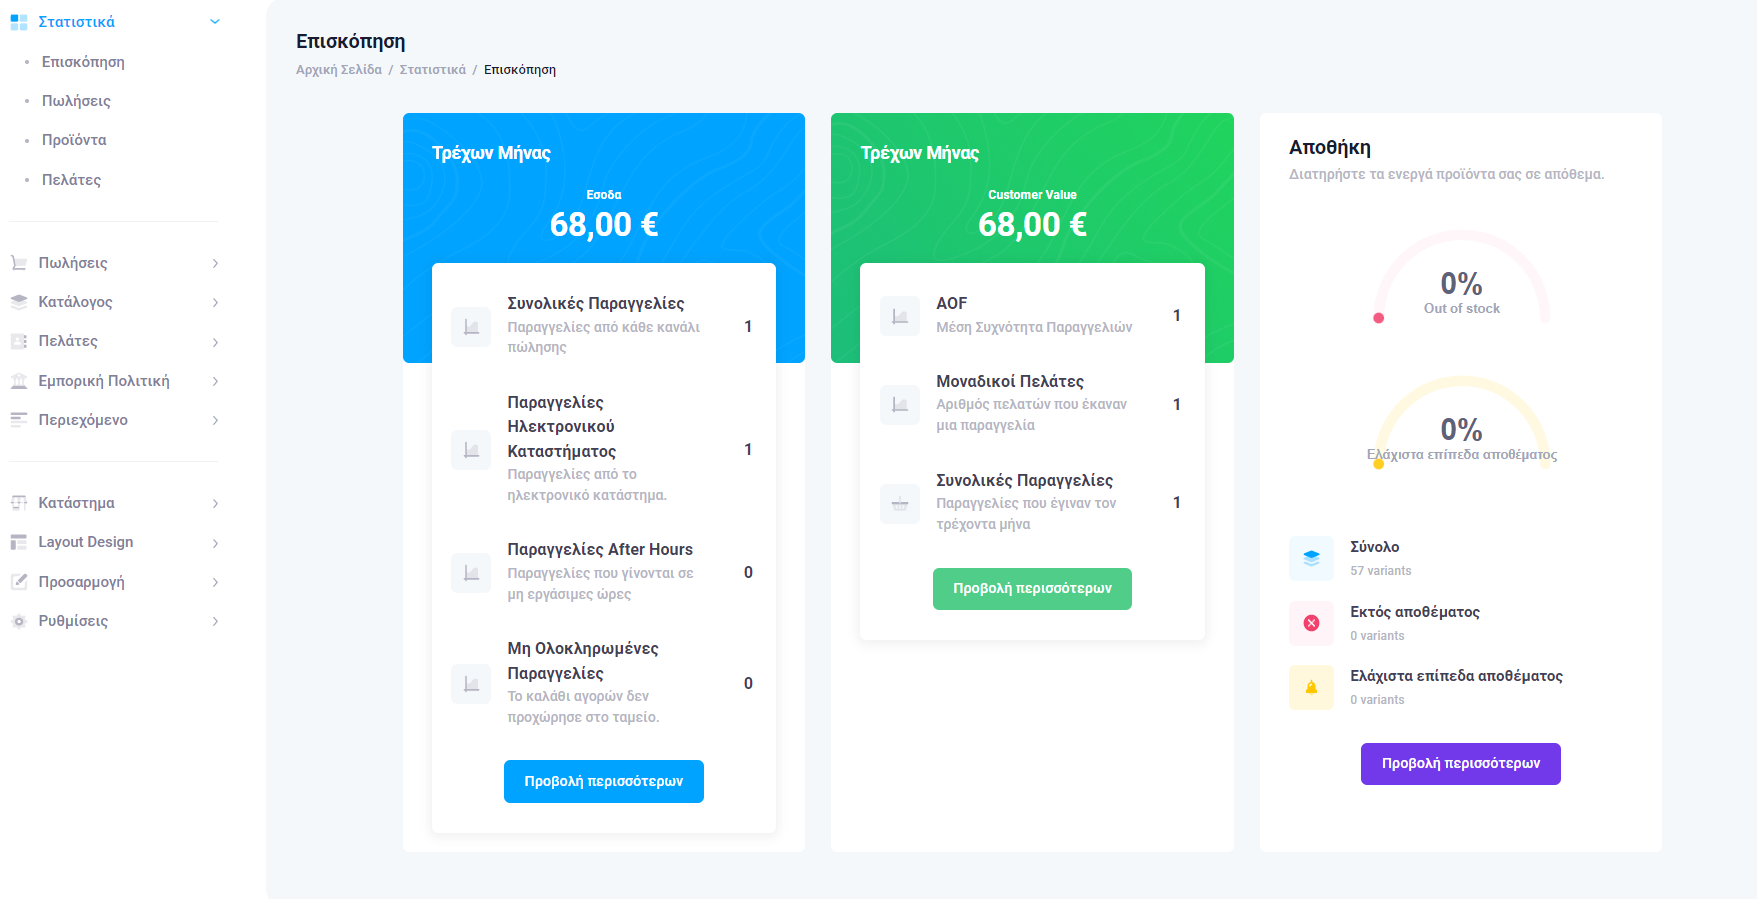 Στατιστικά
Επισκόπηση
Πωλήσεις
Προϊόντα
Πελάτες
Πωλήσεις
Κατάλογος
Πελάτες
Εμπορική Πολιτική
Περιεχόμενο
Κατάστημα
Layout Design
Προσαρμογή
Ρυθμίσεις
Επισκόπηση
Αρχική Σελίδα / Στατιστικά / Επισκόπηση
Τρέχων Μήνας
Εσοδα
68,00 €
Συνολικές Παραγγελίες
Παραγγελίες από κάθε κανάλι
πώλησης
1
Παραγγελίες
Ηλεκτρονικού
Καταστήματος
Παραγγελίες από το
ηλεκτρονικό κατάστημα.
1
Παραγγελίες After Hours
Παραγγελίες που γίνονται σε
μη εργάσιμες ώρες
0
Μη Ολοκληρωμένες
Παραγγελίες
Το καλάθι αγορών δεν
προχώρησε στο ταμείο.
0
Προβολή περισσότερων
Τρέχων Μήνας
Customer Value
68,00 €
AOF
Μέση Συχνότητα Παραγγελιών
1
Μοναδικοί Πελάτες
Αριθμός πελατών που έκαναν
μια παραγγελία
1
Συνολικές Παραγγελίες
Παραγγελίες που έγιναν τον
τρέχοντα μήνα
1
Προβολή περισσότερων
Αποθήκη
Διατηρήστε τα ενεργά προϊόντα σας σε απόθεμα.
0%
Out of stock
0%
Ελάχιστα επίπεδα αποθέματος
Σύνολο
57 variants
Εκτός αποθέματος
0 variants
Ελάχιστα επίπεδα αποθέματος
0 variants
Προβολή περισσότερων